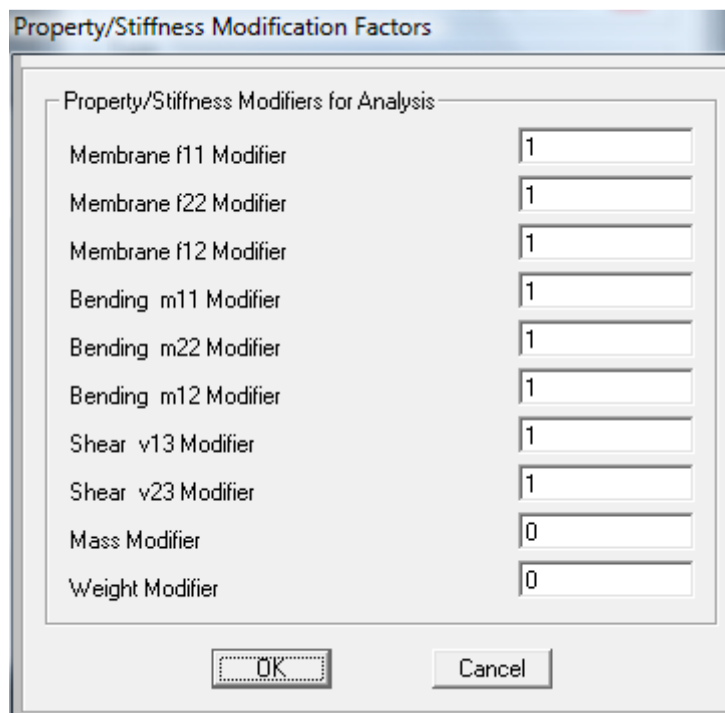 Property/Stiffness Modification Factors
Property/Stiffness Modifiers for Analysis
Membrane f11 Modifier 1
Membrane f22 Modifier 1
Membrane f12 Modifier 1
Bending m11 Modifier 1
Bending m22 Modifier 1
Bending m12 Modifier 1
Shear v13 Modifier 1
Shear v23 Modifier 1
Mass Modifier 0
Weight Modifier 0
OK Cancel